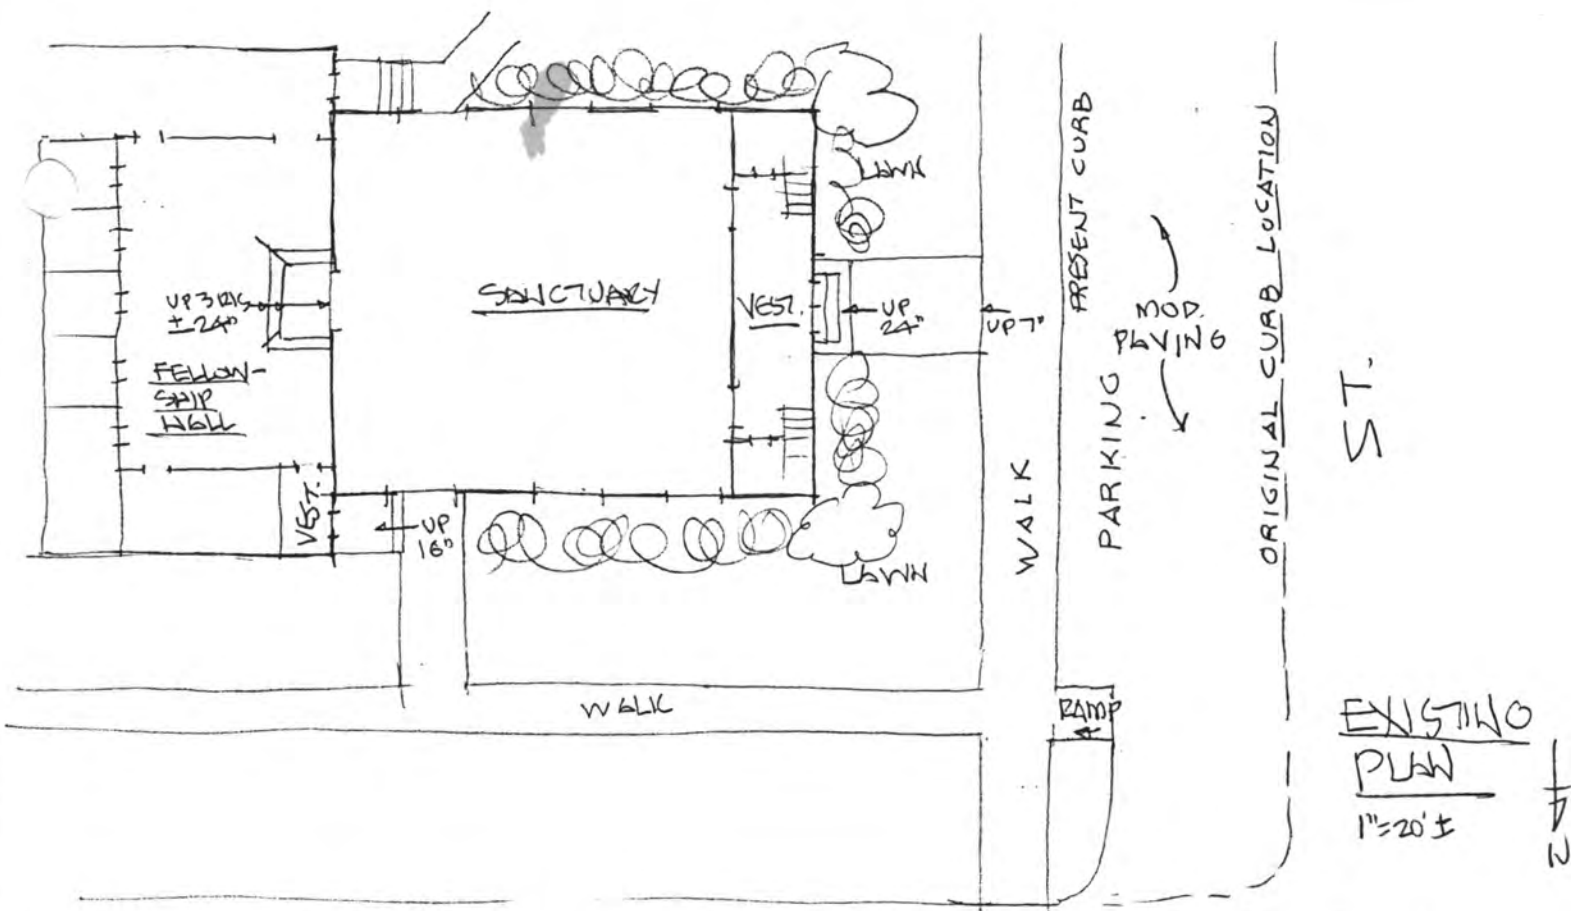 LAWN
PRESENT CURB
ORIGINAL CURB LOCATION
SANCTUARY
VEST.
UP
24"
UP 7"
MOD.
PAVING
UP 3 RIS
± 24"
FELLOW-
SHIP
HALL
PARKING
ST.
WALK
VEST.
UP
16"
LAWN
WALK
RAMP
EXISTING
PLAN
1"=20'±
N